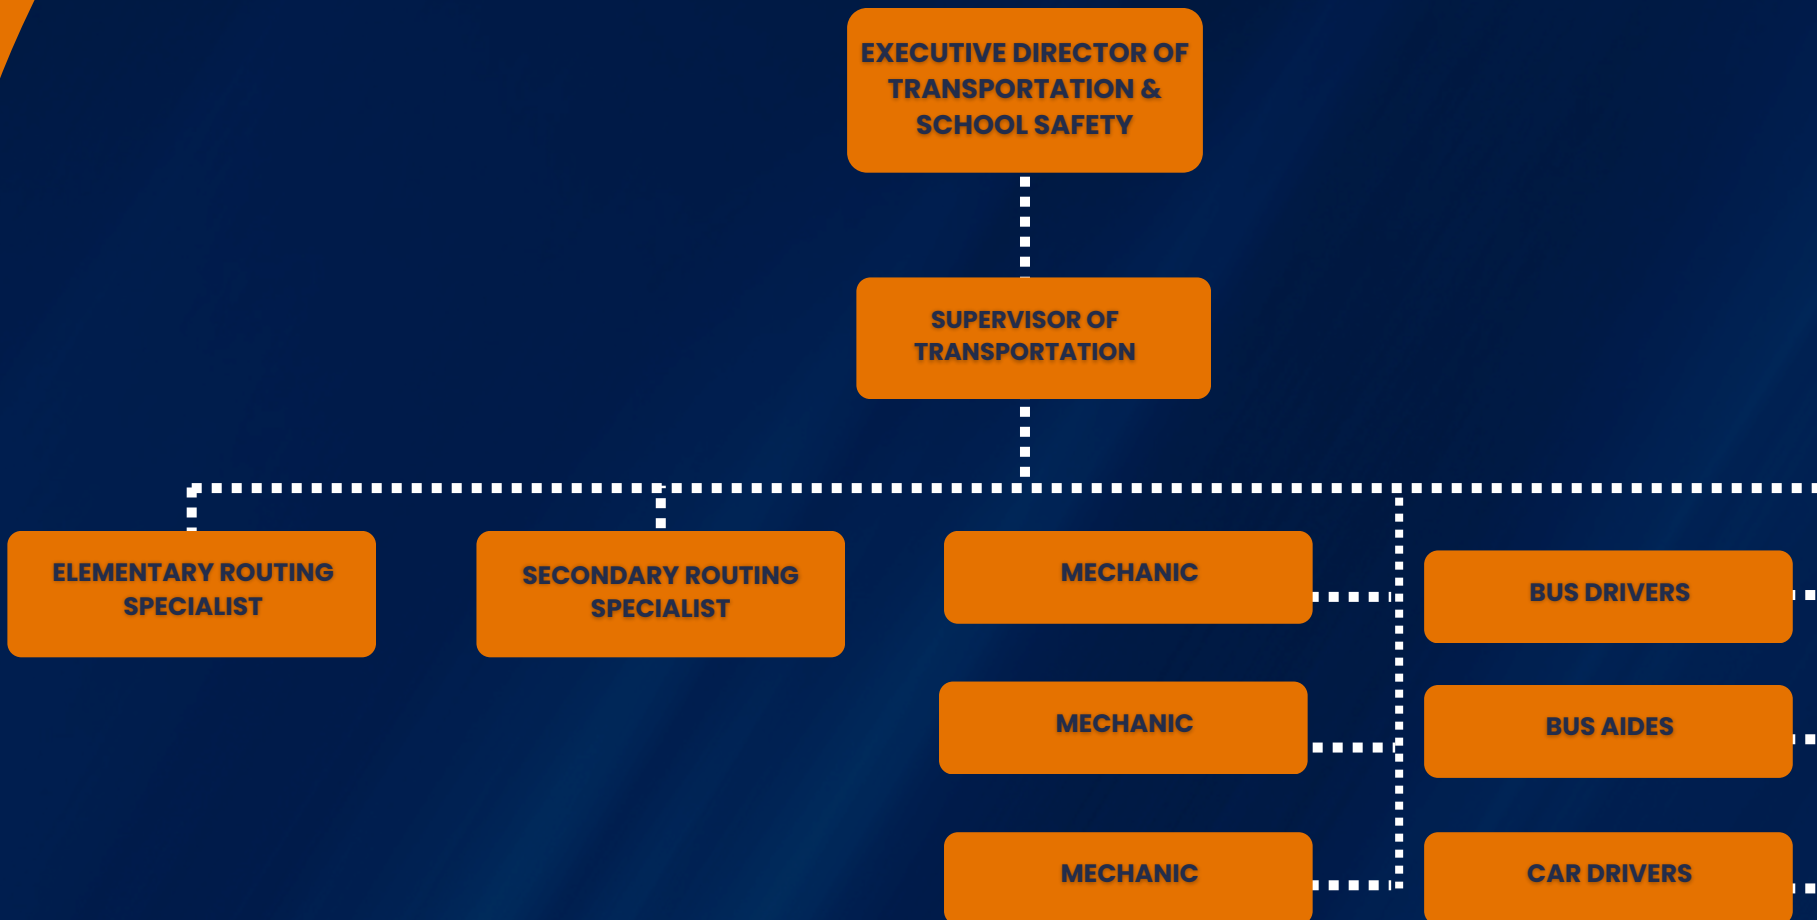 EXECUTIVE DIRECTOR OF
TRANSPORTATION &
SCHOOL SAFETY
SUPERVISOR OF
TRANSPORTATION
ELEMENTARY ROUTING
SPECIALIST
SECONDARY ROUTING
SPECIALIST
MECHANIC
MECHANIC
MECHANIC
BUS DRIVERS
BUS AIDES
CAR DRIVERS